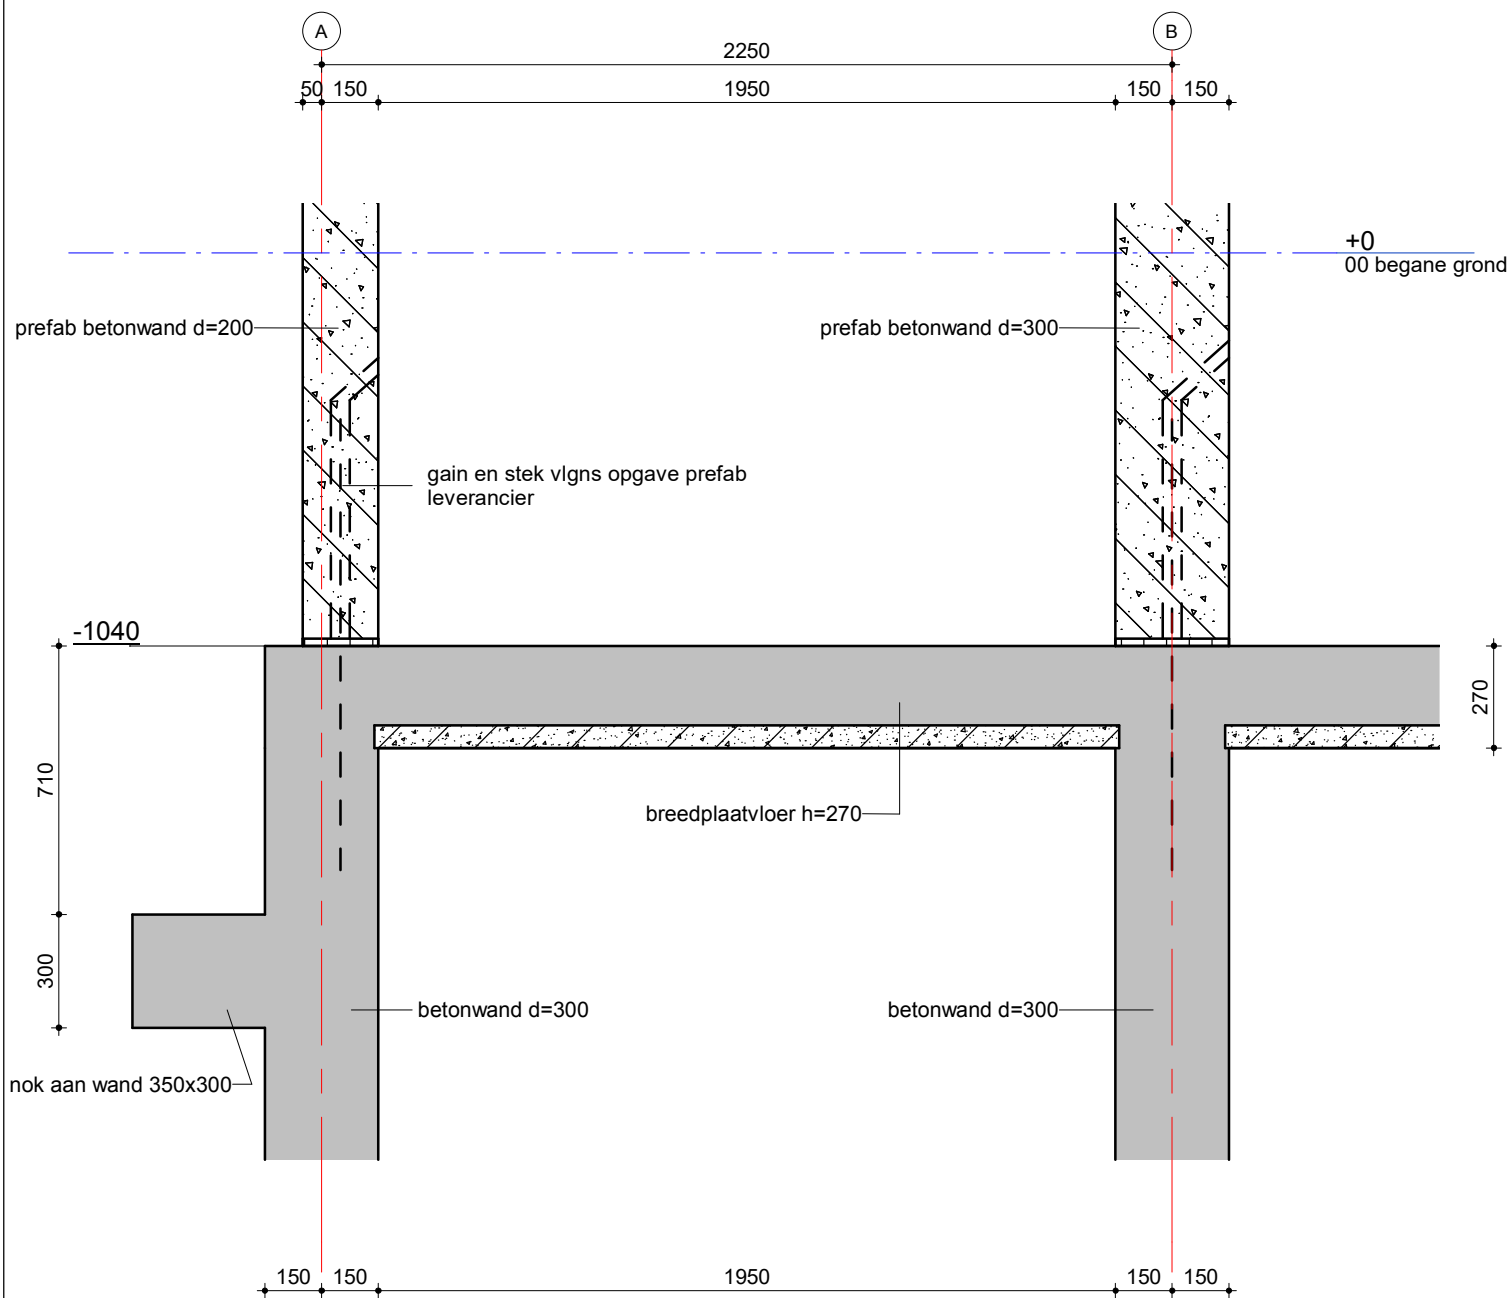 A
B
2250
50 150
1950
150 150
+0
00 begane grond
prefab betonwand d=200
prefab betonwand d=300
gain en stek vlgns opgave prefab
leverancier
-1040
270
710
breedplaatvloer h=270
300
betonwand d=300
betonwand d=300
nok aan wand 350x300
150 150
1950
150 150